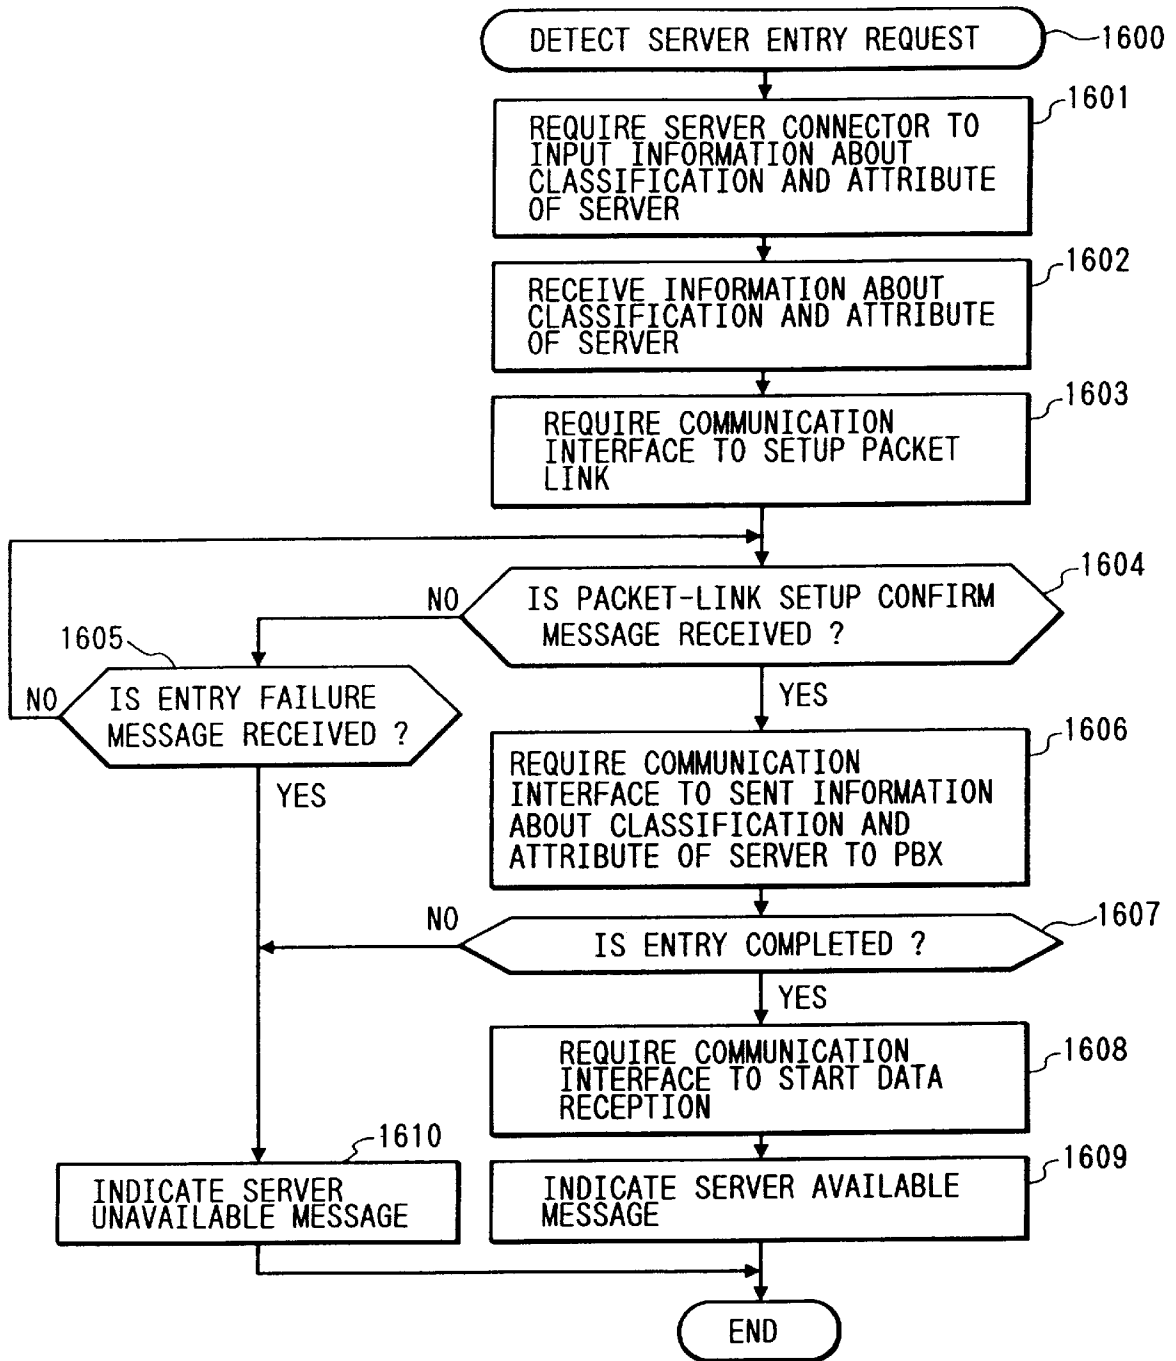 DETECT SERVER ENTRY REQUEST
1600
1601
REQUIRE SERVER CONNECTOR TO
INPUT INFORMATION ABOUT
CLASSIFICATION AND ATTRIBUTE
OF SERVER
1602
RECEIVE INFORMATION ABOUT
CLASSIFICATION AND ATTRIBUTE
OF SERVER
1603
REQUIRE COMMUNICATION
INTERFACE TO SETUP PACKET
LINK
1604
NO
IS PACKET-LINK SETUP CONFIRM
MESSAGE RECEIVED ?
YES
1605
NO
IS ENTRY FAILURE
MESSAGE RECEIVED ?
YES
1606
REQUIRE COMMUNICATION
INTERFACE TO SENT INFORMATION
ABOUT CLASSIFICATION AND
ATTRIBUTE OF SERVER TO PBX
NO
1607
IS ENTRY COMPLETED ?
YES
REQUIRE COMMUNICATION
INTERFACE TO START DATA
RECEPTION
1608
1610
INDICATE SERVER
UNAVAILABLE MESSAGE
1609
INDICATE SERVER AVAILABLE
MESSAGE
END